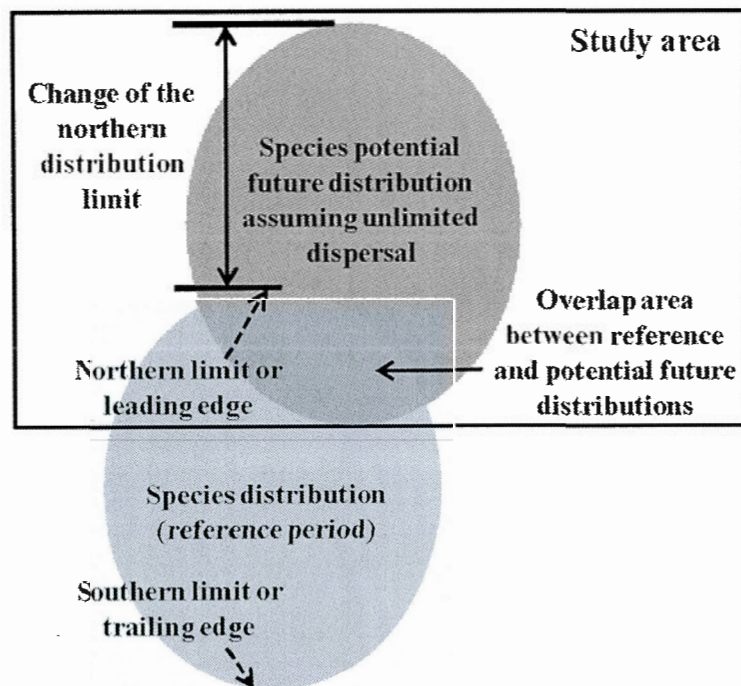 Study area
Change of the
northern
distribution
limit
Species potential
future distribution
assuming unlimited
dispersal
Overlap area
between reference
and potential future
distributions
Northern limit or
leading edge
Species distribution
(reference period)
Southern limit or
trailing edge